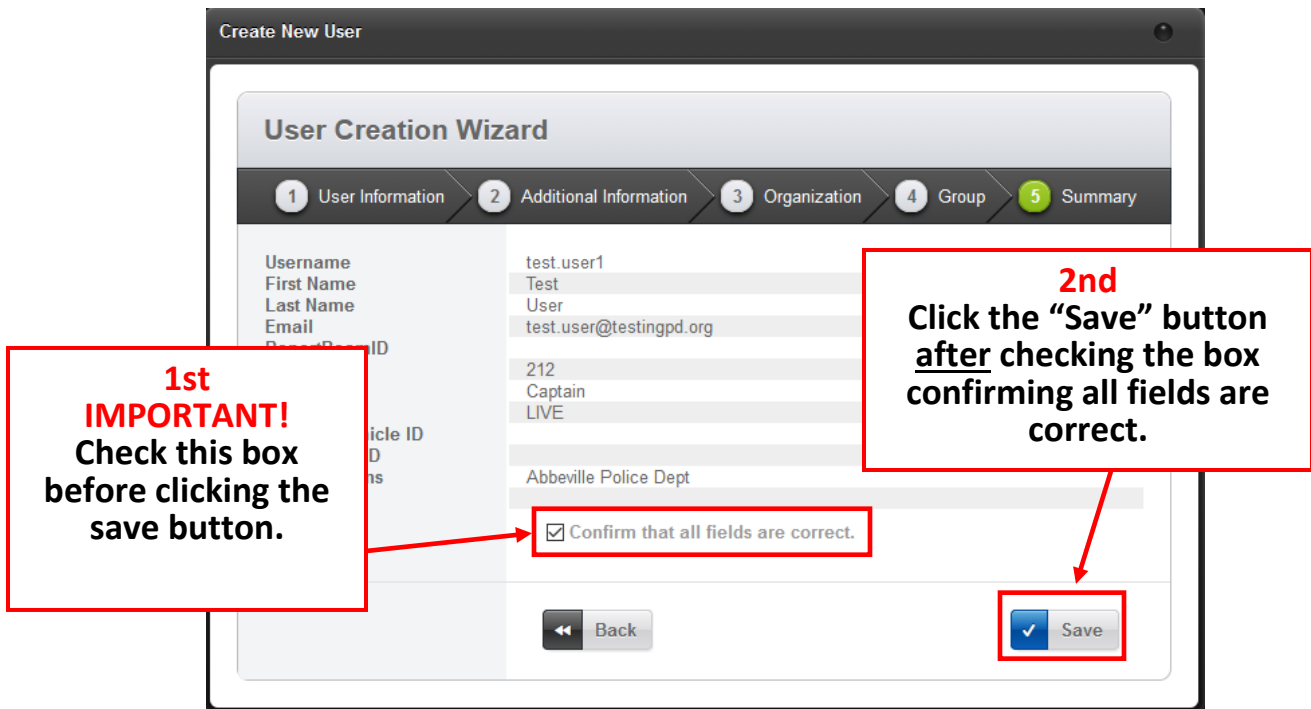 Create New User
User Creation Wizard
1 User Information 2 Additional Information 3 Organization 4 Group 5 Summary
Username test.user1
First Name Test
Last Name User
Email test.user@testingpd.org
212
Captain
LIVE
icle ID
D
ns Abbeville Police Dept
Confirm that all fields are correct.
Back
Save
1st
IMPORTANT!
Check this box
before clicking the
save button.
2nd
Click the “Save” button
after checking the box
confirming all fields are
correct.